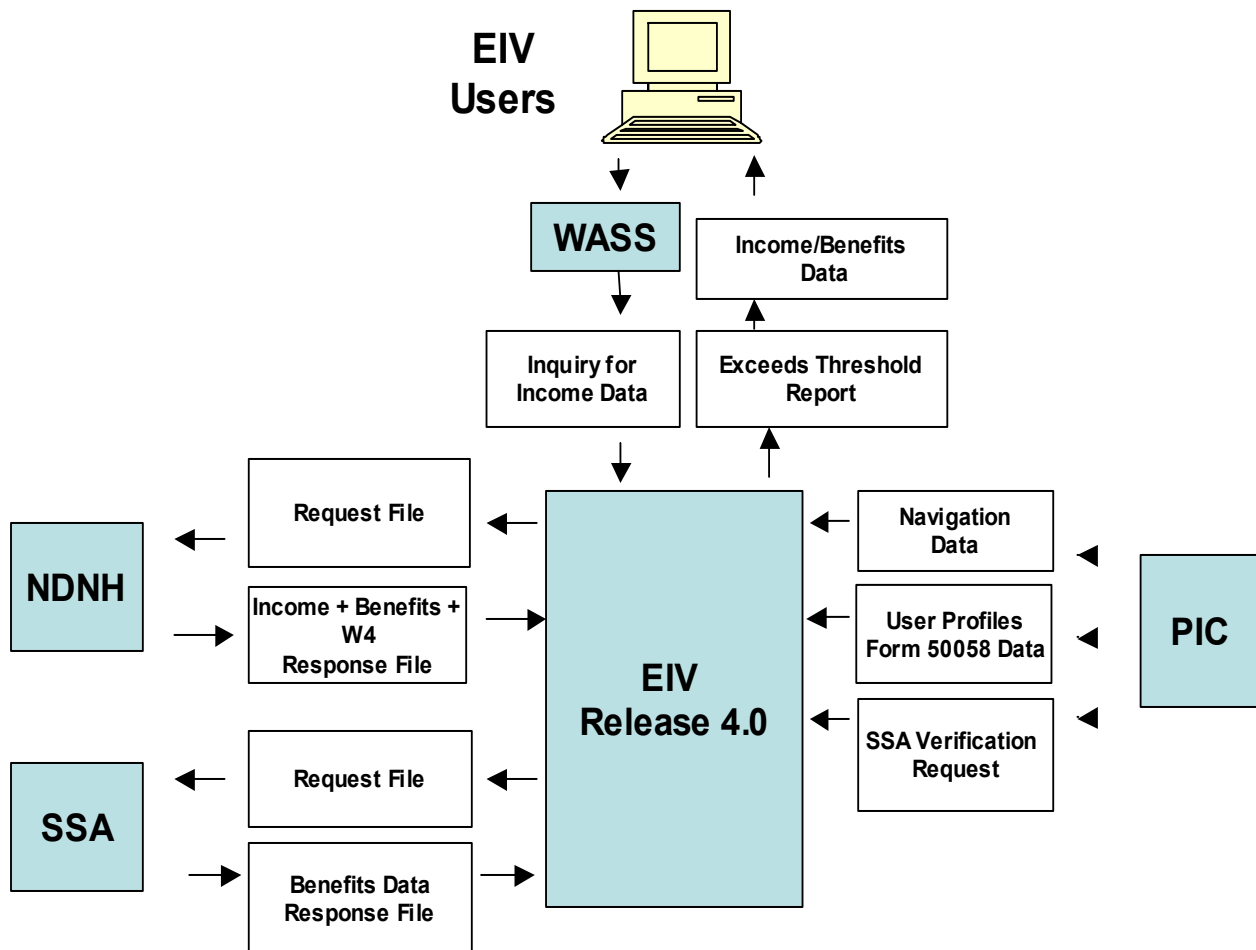 EIV
Users
WASS
Income/Benefits
Data
Inquiry for
Income Data
Exceeds Threshold
Report
Request File
Navigation
Data
NDNH
Income + Benefits +
W4
Response File
EIV
Release 4.0
User Profiles
Form 50058 Data
PIC
Request File
SSA Verification
Request
SSA
Benefits Data
Response File